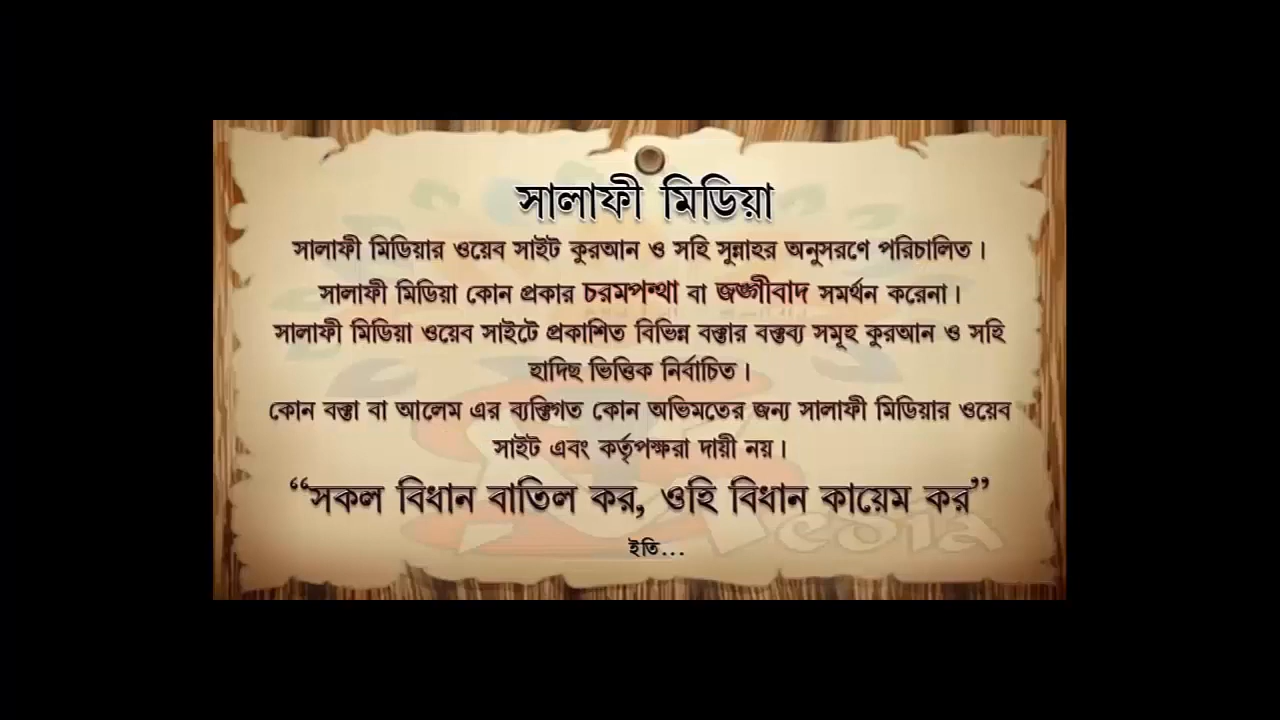 সালাফী মিডিয়া
সালাফী মিডিয়ার ওয়েব সাইট কুরআন ও সহি সুন্নাহর অনুসরণে পরিচালিত।
সালাফী মিডিয়া কোন প্রকার চরমপন্থা বা জঙ্গীবাদ সমর্থন করেনা।
সালাফী মিডিয়া ওয়েব সাইটে প্রকাশিত বিভিন্ন বক্তার বক্তব্য সমূহ কুরআন ও সহি
হাদিছ ভিত্তিক নির্বাচিত।
কোন বক্তা বা আলেম এর ব্যক্তিগত কোন অভিমতের জন্য সালাফী মিডিয়ার ওয়েব
সাইট এবং কর্তৃপক্ষরা দায়ী নয়।
“সকল বিধান বাতিল কর, ওহি বিধান কায়েম কর”
ইতি...